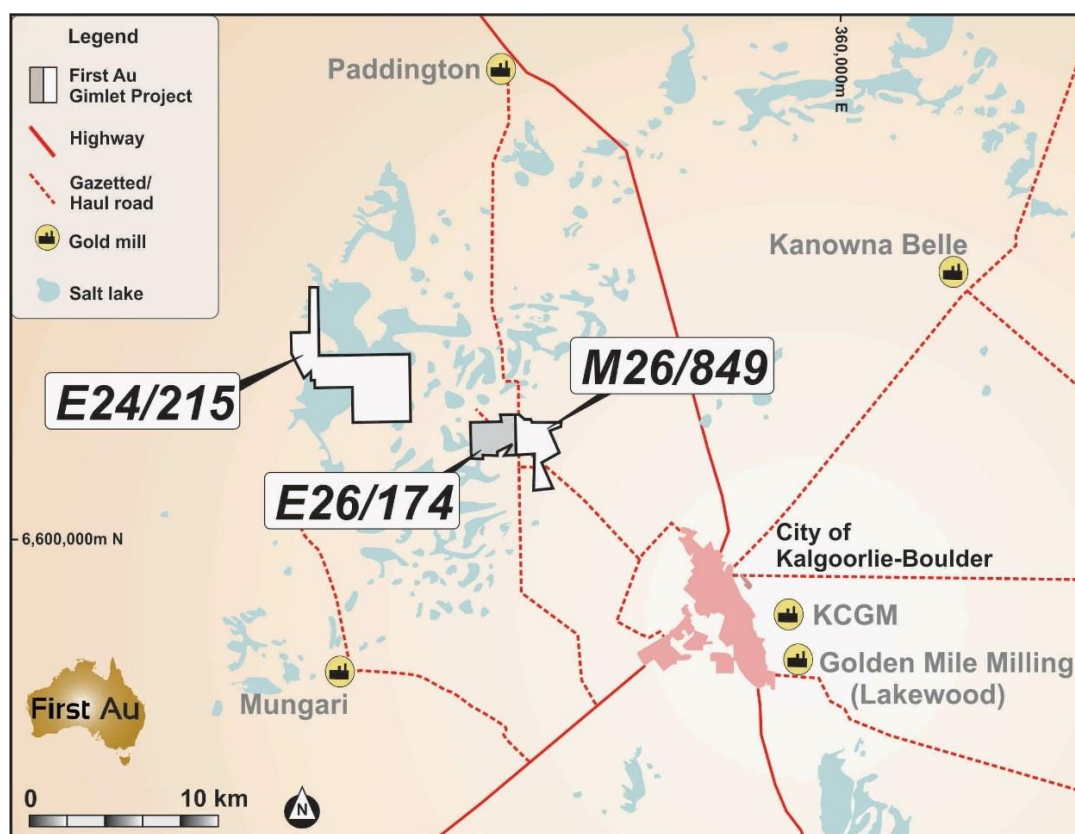 Legend
First Au
Gimlet Project
Highway
Gazetted/
Haul road
Gold mill
Salt lake
Paddington
360,000m E
Kanowna Belle
E24/215
M26/849
E26/174
6,600,000m N
City of
Kalgoorlie-Boulder
KCGM
Golden Mile Milling
(Lakewood)
Mungari
First Au
0 10 km
N